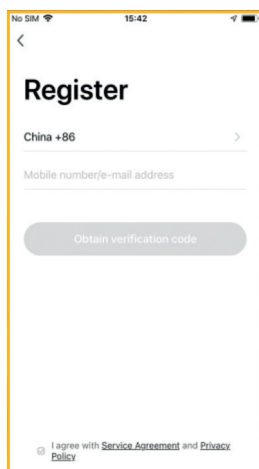 No SIM 15:42
Register
China +86
Mobile number/e-mail address
Obtain verification code
I agree with Service Agreement and Privacy
Policy